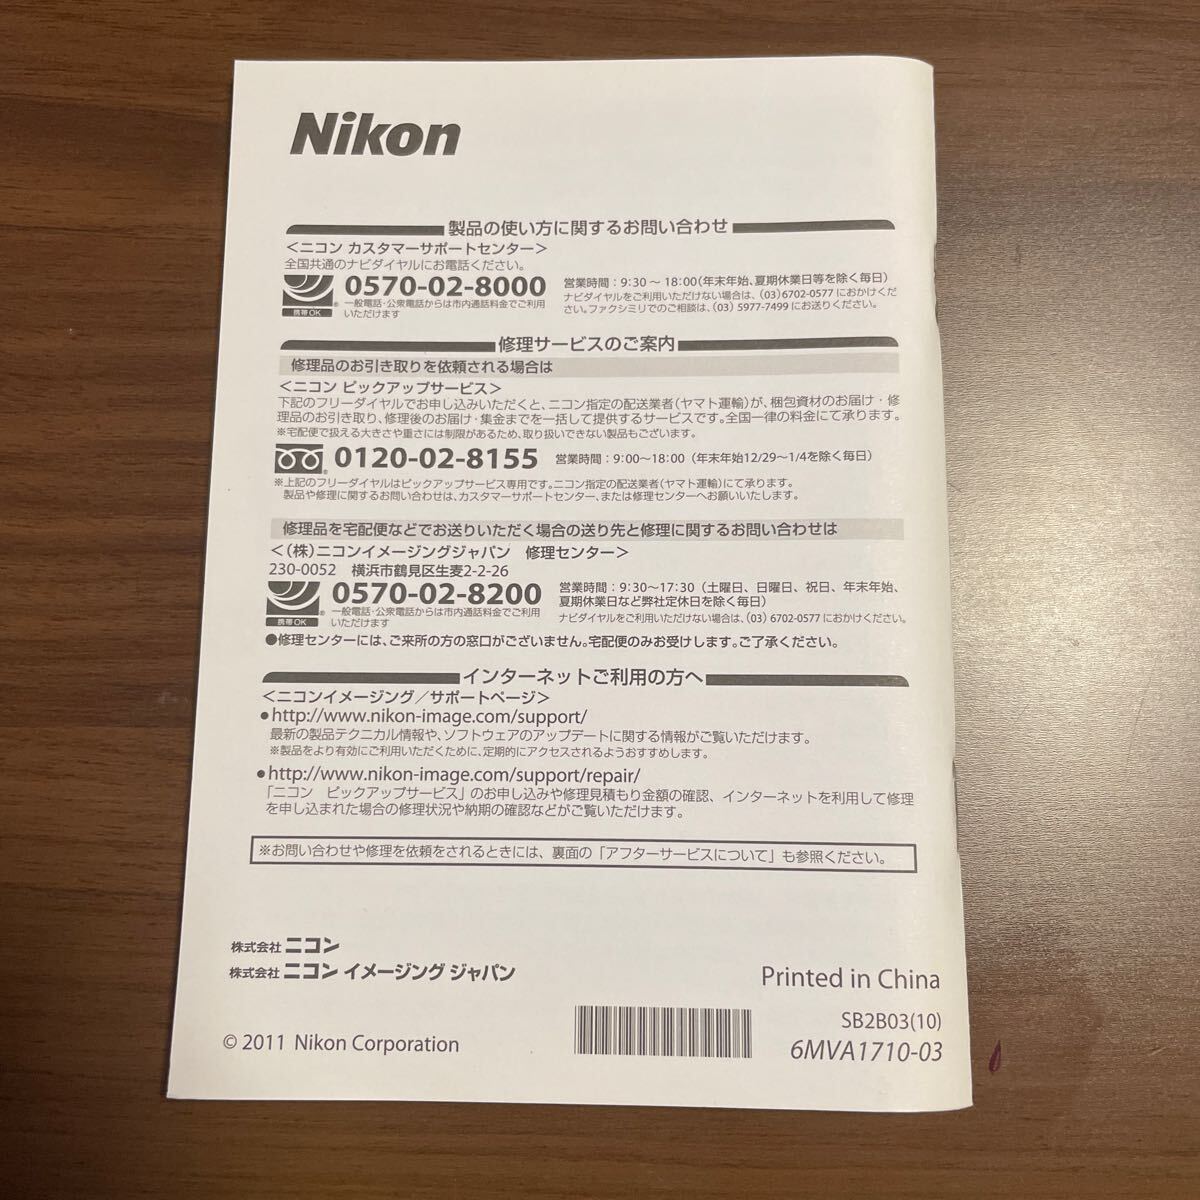 Nikon
製品の使い方に関するお問い合わせ
＜ニコン カスタマーサポートセンター＞
全国共通のナビダイヤルにお電話ください。
0570-02-8000
携帯OK
一般電話・公衆電話からは市内通話料金でご利用
いただけます
営業時間：9:30～18:00（年末年始、夏期休業日等を除く毎日）
ナビダイヤルをご利用いただけない場合は、（03）6702-0577 におかけくだ
さい。ファクシミリでのご相談は、（03）5977-7499 にお送りください。
修理サービスのご案内
修理品のお引き取りを依頼される場合は
＜ニコン ピックアップサービス＞
下記のフリーダイヤルでお申し込みいただくと、ニコン指定の配送業者（ヤマト運輸）が、梱包資材のお届け・修
理品のお引き取り、修理後のお届け・集金までを一括して提供するサービスです。全国一律の料金にて承ります。
※宅配便で扱える大きさや重さには制限があるため、取り扱いできない製品もございます。
0120-02-8155
営業時間：9:00～18:00（年末年始12/29～1/4を除く毎日）
※上記のフリーダイヤルはピックアップサービス専用です。ニコン指定の配送業者（ヤマト運輸）にて承ります。
製品や修理に関するお問い合わせは、カスタマーサポートセンター、または修理センターへお願いいたします。
修理品を宅配便などでお送りいただく場合の送り先と修理に関するお問い合わせは
＜（株）ニコンイメージングジャパン　修理センター＞
230-0052　横浜市鶴見区生麦2-2-26
0570-02-8200
携帯OK
一般電話・公衆電話からは市内通話料金でご利用
いただけます
営業時間：9:30～17:30（土曜日、日曜日、祝日、年末年始、
夏期休業日など弊社定休日を除く毎日）
ナビダイヤルをご利用いただけない場合は、（03）6702-0577 におかけください。
●修理センターには、ご来所の方の窓口がございません。宅配便のみお受けします。ご了承ください。
インターネットご利用の方へ
＜ニコンイメージング／サポートページ＞
●http://www.nikon-image.com/support/
最新の製品テクニカル情報や、ソフトウェアのアップデートに関する情報がご覧いただけます。
※製品をより有効にご利用いただくために、定期的にアクセスされるようおすすめします。
●http://www.nikon-image.com/support/repair/
「ニコン　ピックアップサービス」のお申し込みや修理見積もり金額の確認、インターネットを利用して修理
を申し込まれた場合の修理状況や納期の確認などがご覧いただけます。
※お問い合わせや修理を依頼をされるときには、裏面の「アフターサービスについて」も参照ください。
株式会社 ニコン
株式会社 ニコン イメージング ジャパン
Printed in China
SB2B03(10)
6MVA1710-03
© 2011 Nikon Corporation